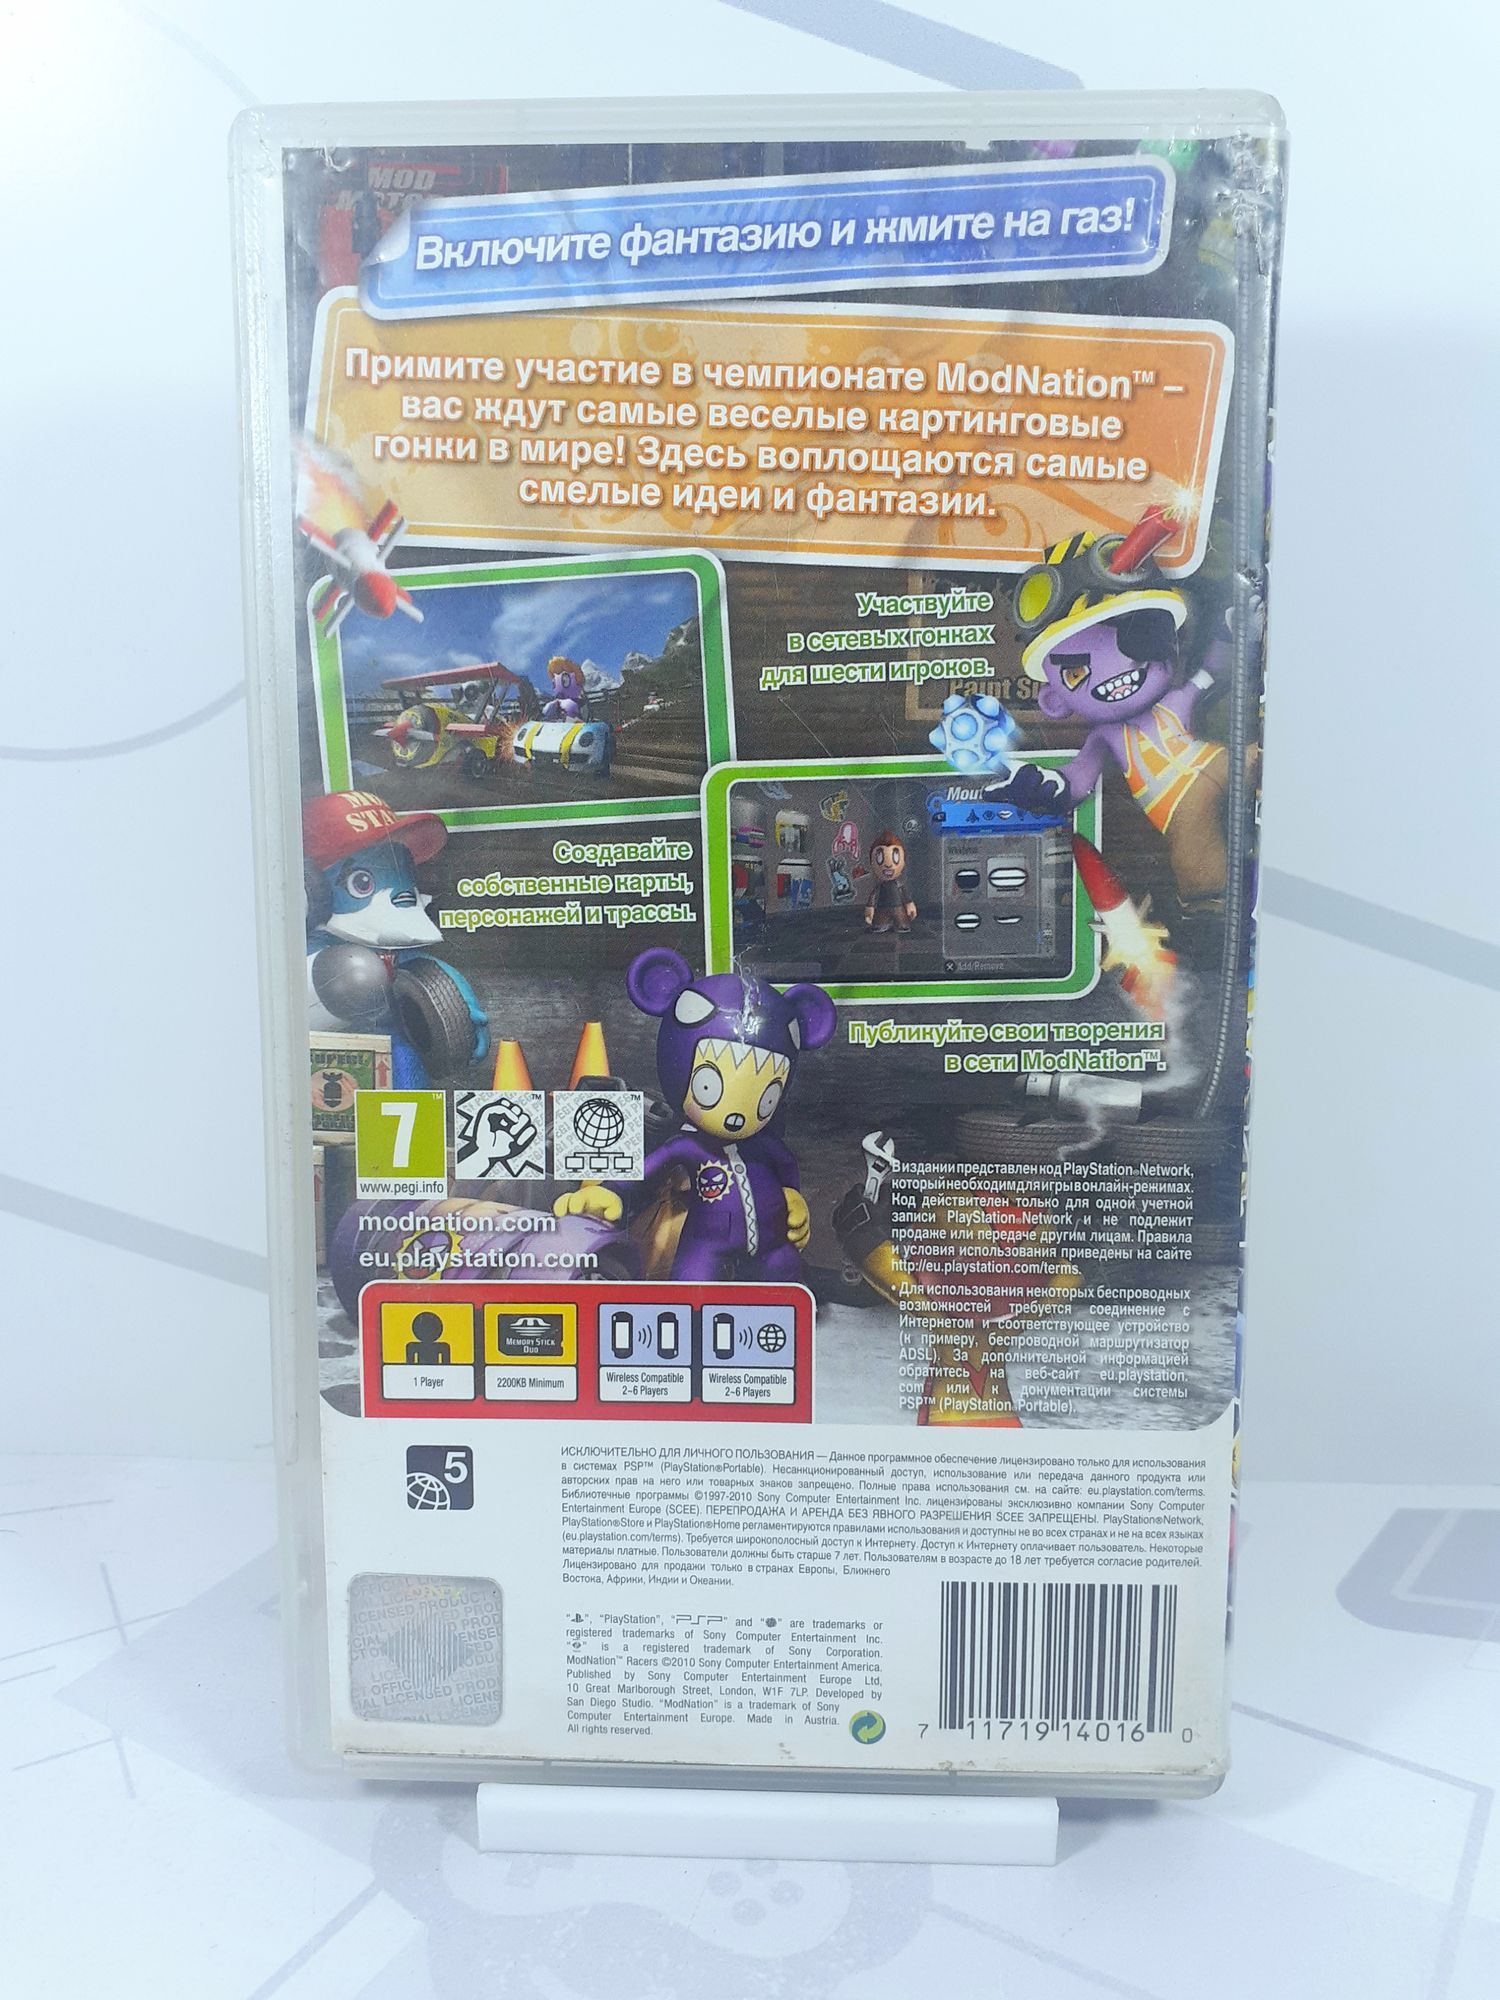 MOD
Включите фантазию и жмите на газ!
Примите участие в чемпионате ModNation™ –
вас ждут самые веселые картинговые
гонки в мире! Здесь воплощаются самые
смелые идеи и фантазии.
Участвуйте
в сетевых гонках
для шести игроков.
Paint
Создавайте
собственные карты,
персонажей и трассы.
Add/Remove
Публикуйте свои творения
в сети ModNation™.
7
www.pegi.info
modnation.com
eu.playstation.com
В издании представлен код PlayStation®Network,
который необходим для игры в онлайн-режимах.
Код действителен только для одной учетной
записи PlayStation®Network и не подлежит
продаже или передаче другим лицам. Правила
и условия использования приведены на сайте
http://eu.playstation.com/terms.
• Для использования некоторых беспроводных
возможностей требуется соединение с
Интернетом и соответствующее устройство
(к примеру, беспроводной маршрутизатор
ADSL). За дополнительной информацией
обратитесь на веб-сайт eu.playstation.
com или к документации системы
PSP™ (PlayStation®Portable).
1 Player
MEMORY STICK
DUO
2200KB Minimum
Wireless Compatible
2-6 Players
Wireless Compatible
2-6 Players
5
ИСКЛЮЧИТЕЛЬНО ДЛЯ ЛИЧНОГО ПОЛЬЗОВАНИЯ — Данное программное обеспечение лицензировано только для использования
в системах PSP™ (PlayStation®Portable). Несанкционированный доступ, использование или передача данного продукта или
авторских прав на него или товарных знаков запрещено. Полные права использования см. на сайте: eu.playstation.com/terms.
Библиотечные программы ©1997-2010 Sony Computer Entertainment Inc. лицензированы эксклюзивно компании Sony Computer
Entertainment Europe (SCEE). ПЕРЕПРОДАЖА И АРЕНДА БЕЗ ЯВНОГО РАЗРЕШЕНИЯ SCEE ЗАПРЕЩЕНЫ. PlayStation®Network,
PlayStation®Store и PlayStation®Home регламентируются правилами использования и доступны не во всех странах и не на всех языках
(eu.playstation.com/terms). Требуется широкополосный доступ к Интернету. Доступ к Интернету оплачивает пользователь. Некоторые
материалы платные. Пользователи должны быть старше 7 лет. Пользователям в возрасте до 18 лет требуется согласие родителей.
Лицензировано для продажи только в странах Европы, Ближнего
Востока, Африки, Индии и Океании.
"", "PlayStation", "PSP" and "" are trademarks or
registered trademarks of Sony Computer Entertainment Inc.
"" is a registered trademark of Sony Corporation.
ModNation™ Racers ©2010 Sony Computer Entertainment America.
Published by Sony Computer Entertainment Europe Ltd,
10 Great Marlborough Street, London, W1F 7LP. Developed by
San Diego Studio. "ModNation" is a trademark of Sony
Computer Entertainment Europe. Made in Austria.
All rights reserved.
7 11719 14016 0